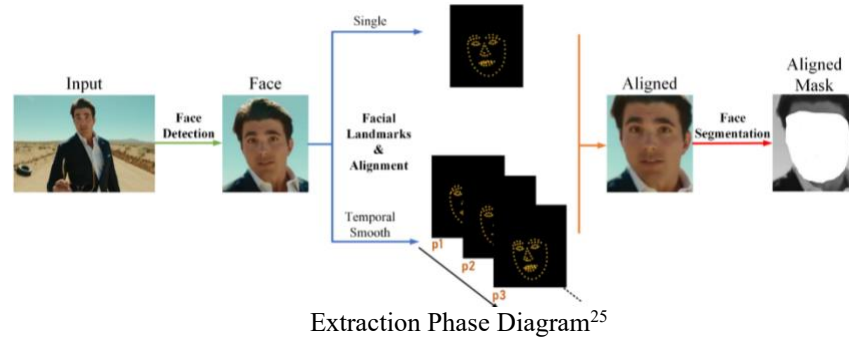 Single
Input
Face
Aligned
Aligned
Mask
Face
Detection
Facial
Landmarks
&
Alignment
Face
Segmentation
Temporal
Smooth
p1
p2
p3
Extraction Phase Diagram25